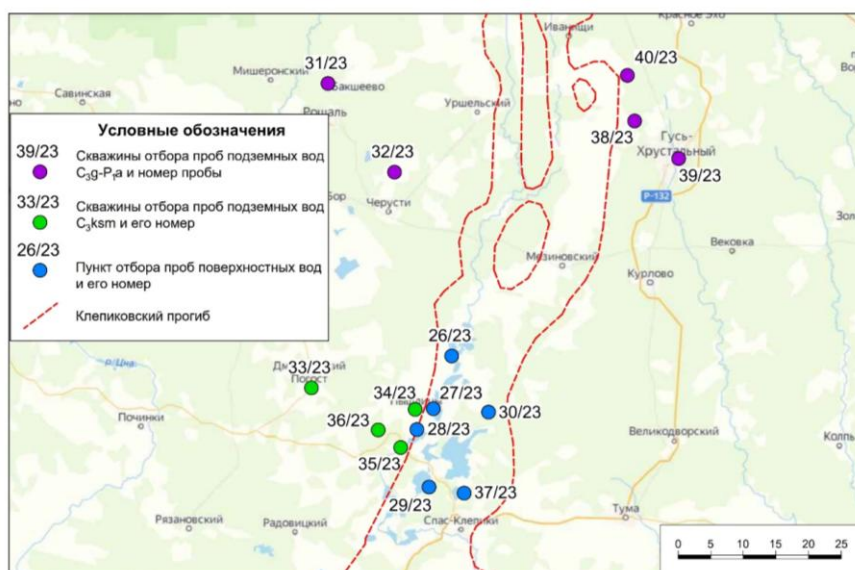 Иванищи
Красное Эхо
31/23
40/23
Мишеронский
Бакшеево
Савинская
Уршельский
Рошаль
38/23
Гусь-
Хрустальный
39/23
32/23
Черусти
Р-132
Бор
Вековка
Мезиновский
Курлово
Условные обозначения
39/23
Скважины отбора проб подземных вод
C₃g-P₁a и номер пробы
33/23
Скважины отбора проб подземных вод
C₃ksm и его номер
26/23
Пункт отбора проб поверхностных вод
и его номер
Клепиковский прогиб
26/23
р. Цна
33/23
Погост
34/23
27/23
30/23
Починки
36/23
28/23
Великодворский
35/23
29/23
37/23
Рязановский
Радовицкий
Спас-Клепики
Тума
0 5 10 15 20 25